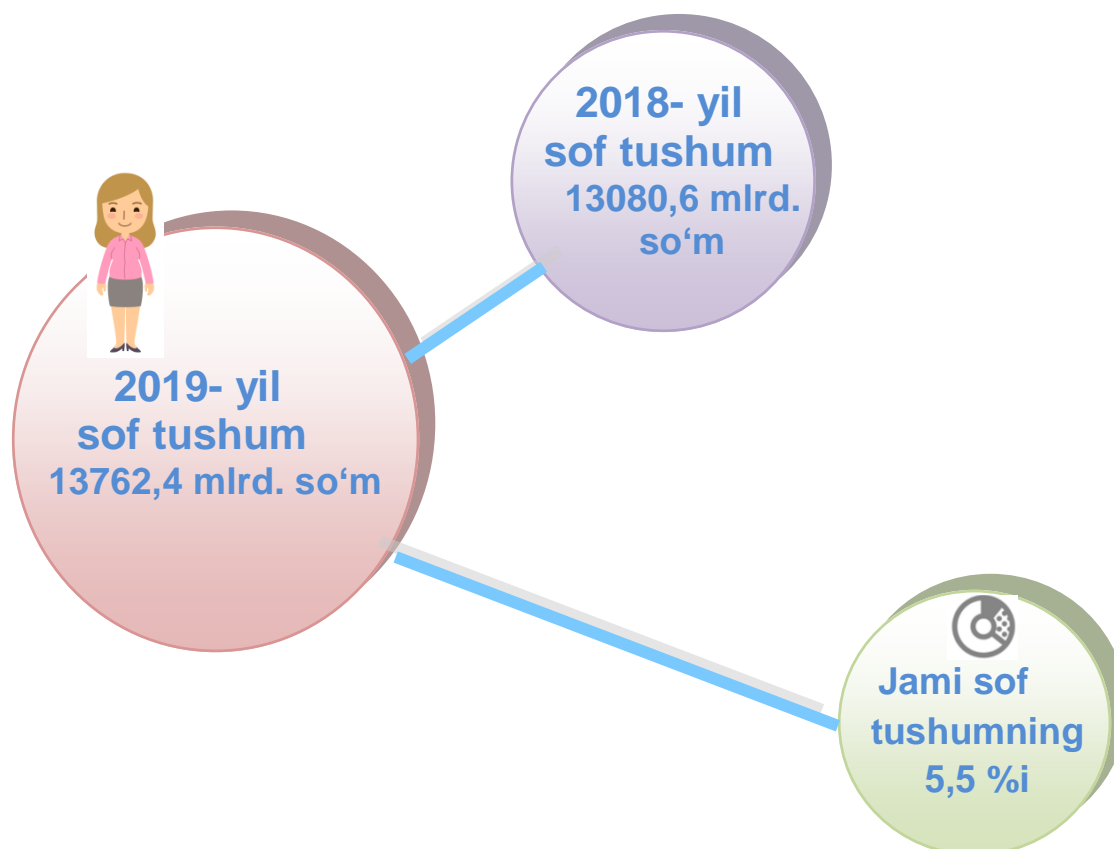 2018- yil
sof tushum
13080,6 mlrd.
so‘m
2019- yil
sof tushum
13762,4 mlrd. so‘m
Jami sof
tushumning
5,5 %i